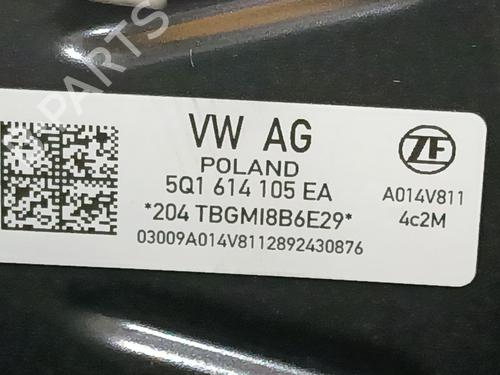 PARTS
VW AG
POLAND
5Q1 614 105 EA
*204 TBGMI8B6E29*
03009A014V8112892430876
ZF
A014V811
4c2M